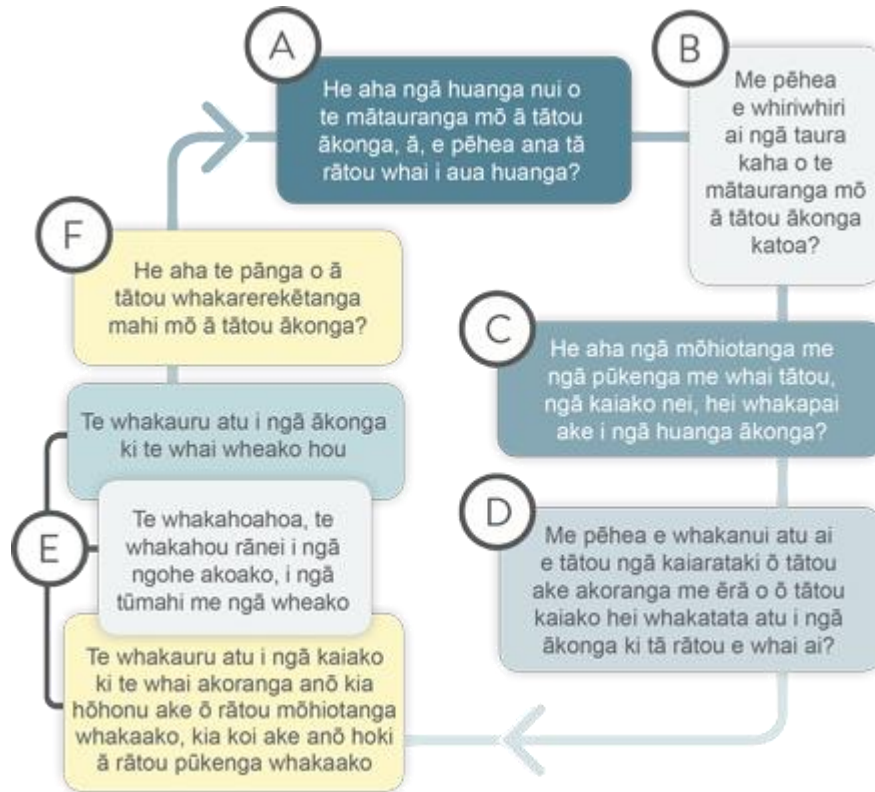 A
He aha ngā huanga nui o
te mātauranga mō ā tātou
ākonga, ā, e pēhea ana tā
rātou whai i aua huanga?
B
Me pēhea
e whiriwhiri
ai ngā taura
kaha o te
mātauranga mō
ā tātou ākonga
katoa?
C
He aha ngā mōhiotanga me
ngā pūkenga me whai tātou,
ngā kaiako nei, hei whakapai
ake i ngā huanga ākonga?
D
Me pēhea e whakanui atu ai
e tātou ngā kaiarataki ō tātou
ake akoranga me ērā o ō tātou
kaiako hei whakatata atu i ngā
ākonga ki tā rātou e whai ai?
E
Te whakauru atu i ngā ākonga
ki te whai wheako hou
Te whakahoahoa, te
whakahou rānei i ngā
ngohe akoako, i ngā
tūmahi me ngā wheako
Te whakauru atu i ngā kaiako
ki te whai akoranga anō kia
hōhonu ake ō rātou mōhiotanga
whakaako, kia koi ake anō hoki
ā rātou pūkenga whakaako
F
He aha te pānga o ā
tātou whakarerekētanga
mahi mō ā tātou ākonga?